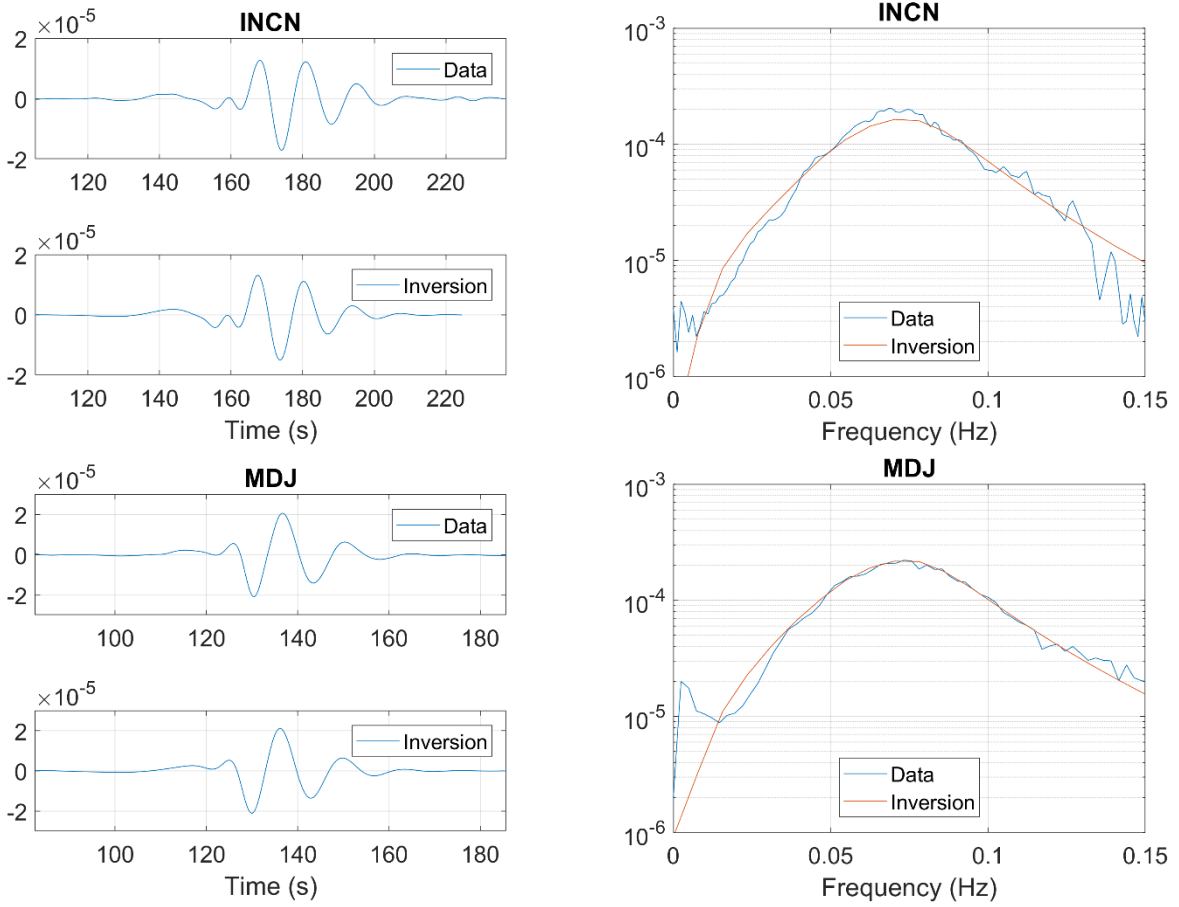 INCN
×10⁻⁵
2
0
-2
Data
120 140 160 180 200 220
×10⁻⁵
2
0
-2
Inversion
120 140 160 180 200 220
Time (s)
INCN
10⁻³
10⁻⁴
10⁻⁵
10⁻⁶
Data
Inversion
0 0.05 0.1 0.15
Frequency (Hz)
MDJ
×10⁻⁵
2
0
-2
Data
100 120 140 160 180
×10⁻⁵
2
0
-2
Inversion
100 120 140 160 180
Time (s)
MDJ
10⁻³
10⁻⁴
10⁻⁵
10⁻⁶
Data
Inversion
0 0.05 0.1 0.15
Frequency (Hz)